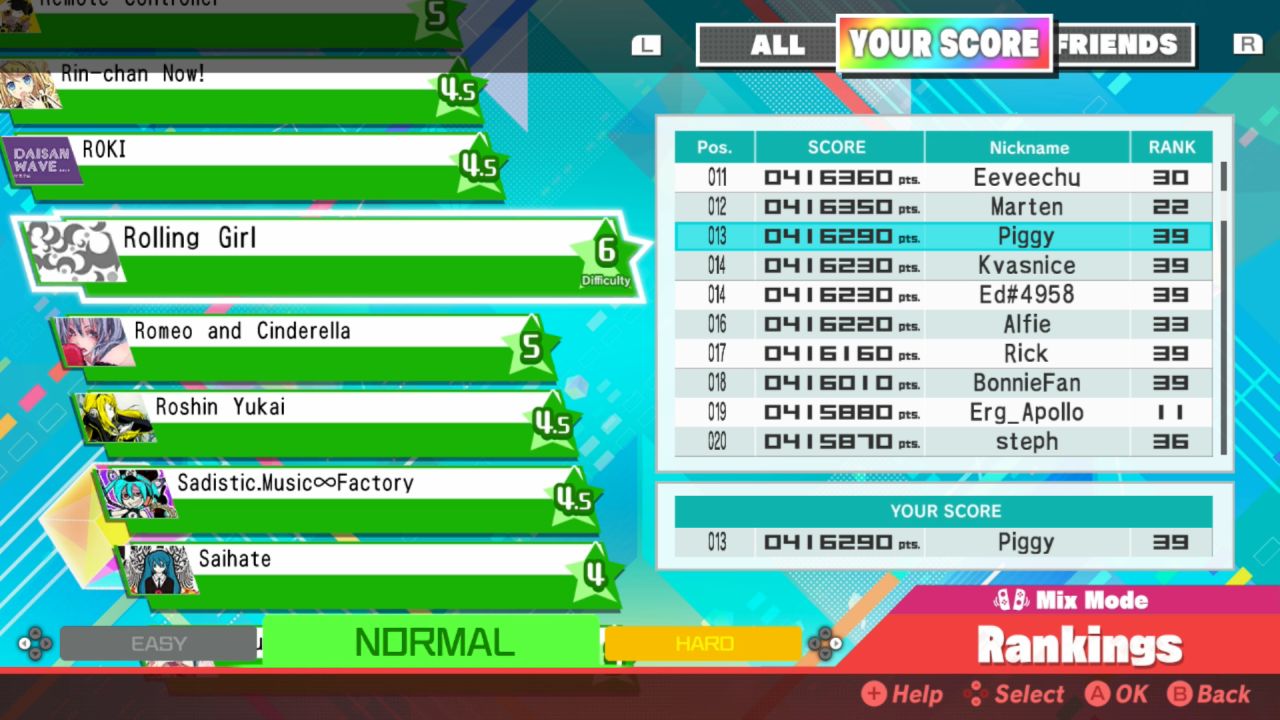 Remote Controller
5
Rin-chan Now!
4.5
DAISAN
WAVE....
ROKI
4.5
Rolling Girl
6
Difficulty
Romeo and Cinderella
5
Roshin Yukai
4.5
Sadistic.Music∞Factory
4.5
Saihate
4
EASY
NORMAL
HARD
L
ALL
YOUR SCORE
FRIENDS
R
Pos. SCORE Nickname RANK
011 0416360 pts. Eeveechu 30
012 0416350 pts. Marten 22
013 0416290 pts. Piggy 39
014 0416230 pts. Kvasnice 39
014 0416230 pts. Ed#4958 39
016 0416220 pts. Alfie 33
017 0416160 pts. Rick 39
018 0416010 pts. BonnieFan 39
019 0415880 pts. Erg_Apollo 11
020 0415870 pts. steph 36
YOUR SCORE
013 0416290 pts. Piggy 39
Mix Mode
Rankings
+ Help Select A OK B Back